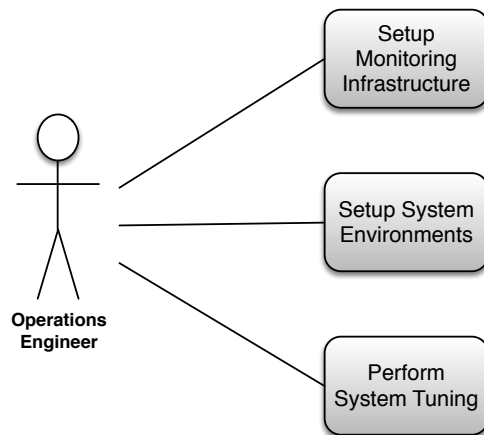 Setup
Monitoring
Infrastructure
Setup System
Environments
Operations
Engineer
Perform
System Tuning